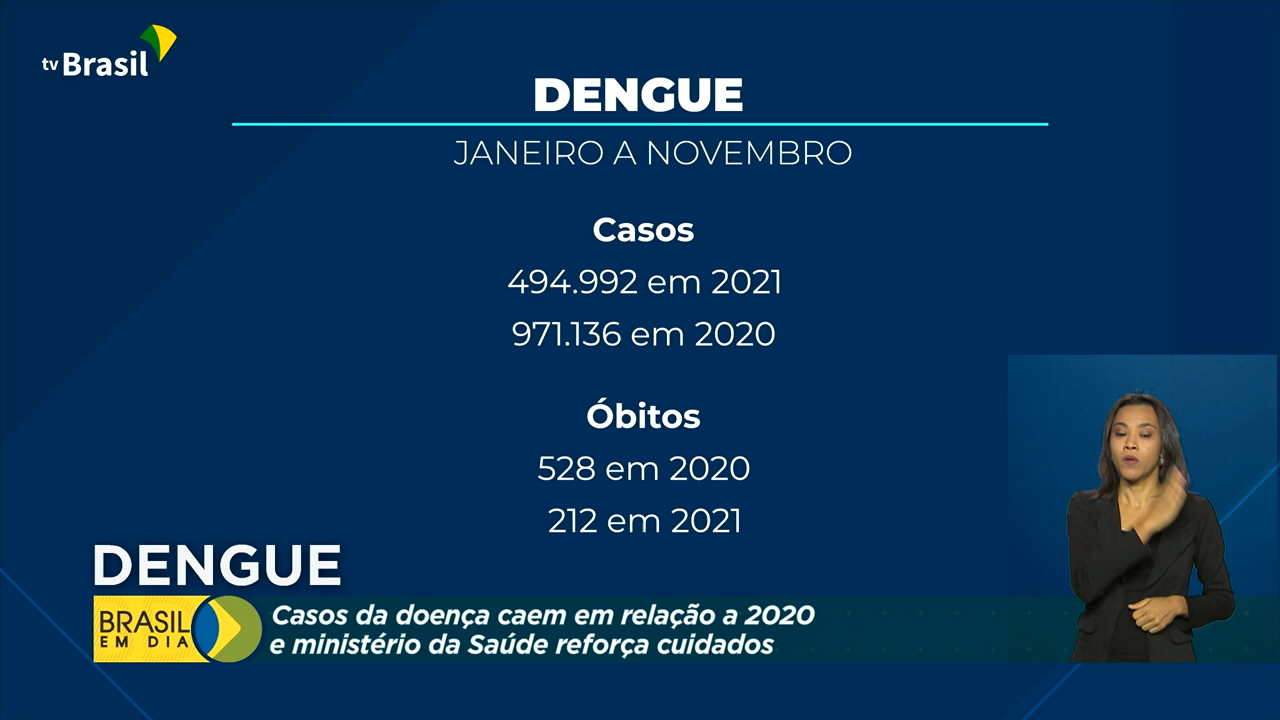 tv Brasil
DENGUE
JANEIRO A NOVEMBRO
Casos
494.992 em 2021
971.136 em 2020
Óbitos
528 em 2020
212 em 2021
DENGUE
BRASIL
EM DIA
Casos da doença caem em relação a 2020
e ministério da Saúde reforça cuidados